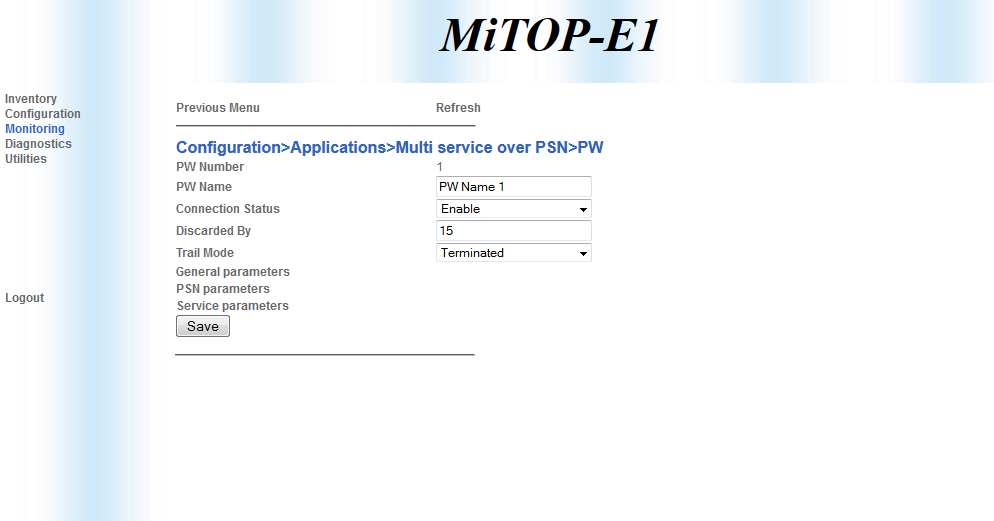 MiTOP-E1
Inventory
Configuration
Monitoring
Diagnostics
Utilities
Logout
Previous Menu Refresh
Configuration>Applications>Multi service over PSN>PW
PW Number 1
PW Name PW Name 1
Connection Status Enable
Discarded By 15
Trail Mode Terminated
General parameters
PSN parameters
Service parameters
Save